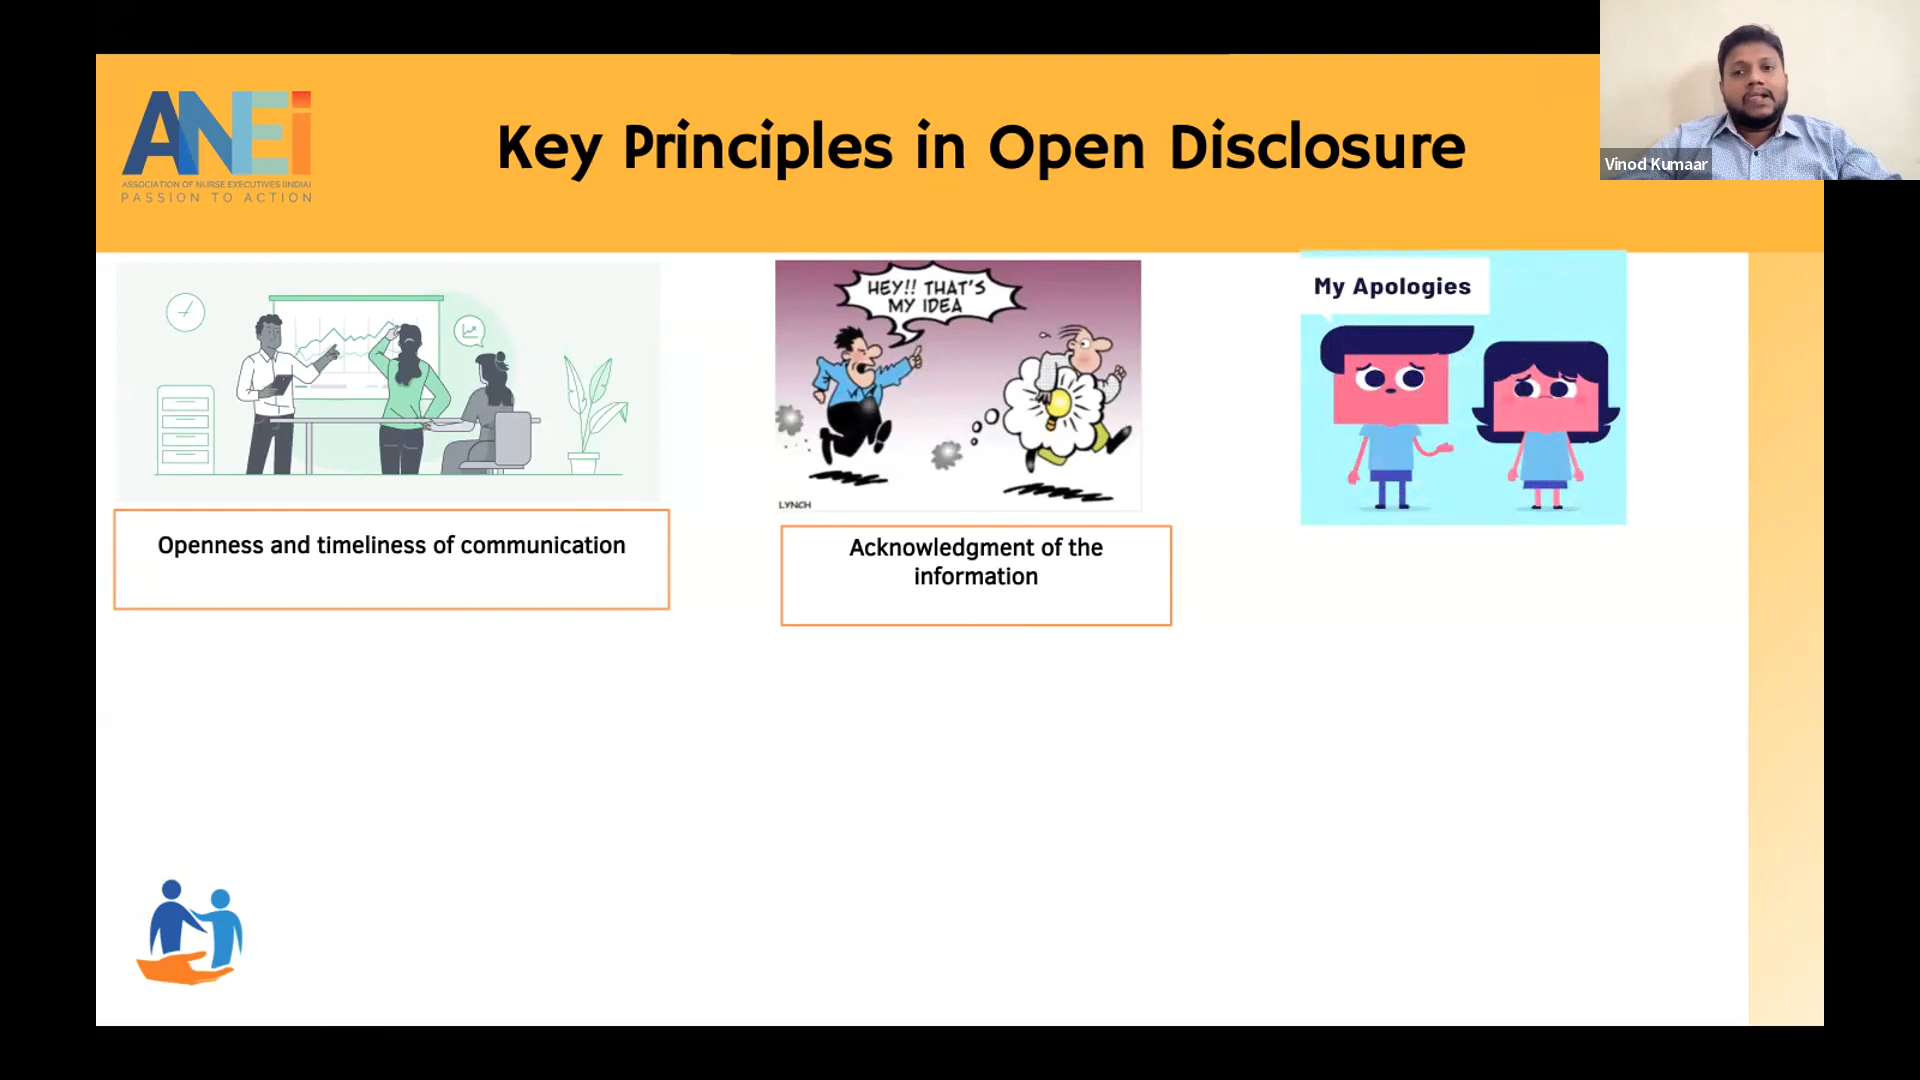 ANEi
ASSOCIATION OF NURSE EXECUTIVES (INDIA)
PASSION TO ACTION
Key Principles in Open Disclosure
Vinod Kumaar
HEY!! THAT'S
MY IDEA
LYNCH
My Apologies
Openness and timeliness of communication
Acknowledgment of the
information